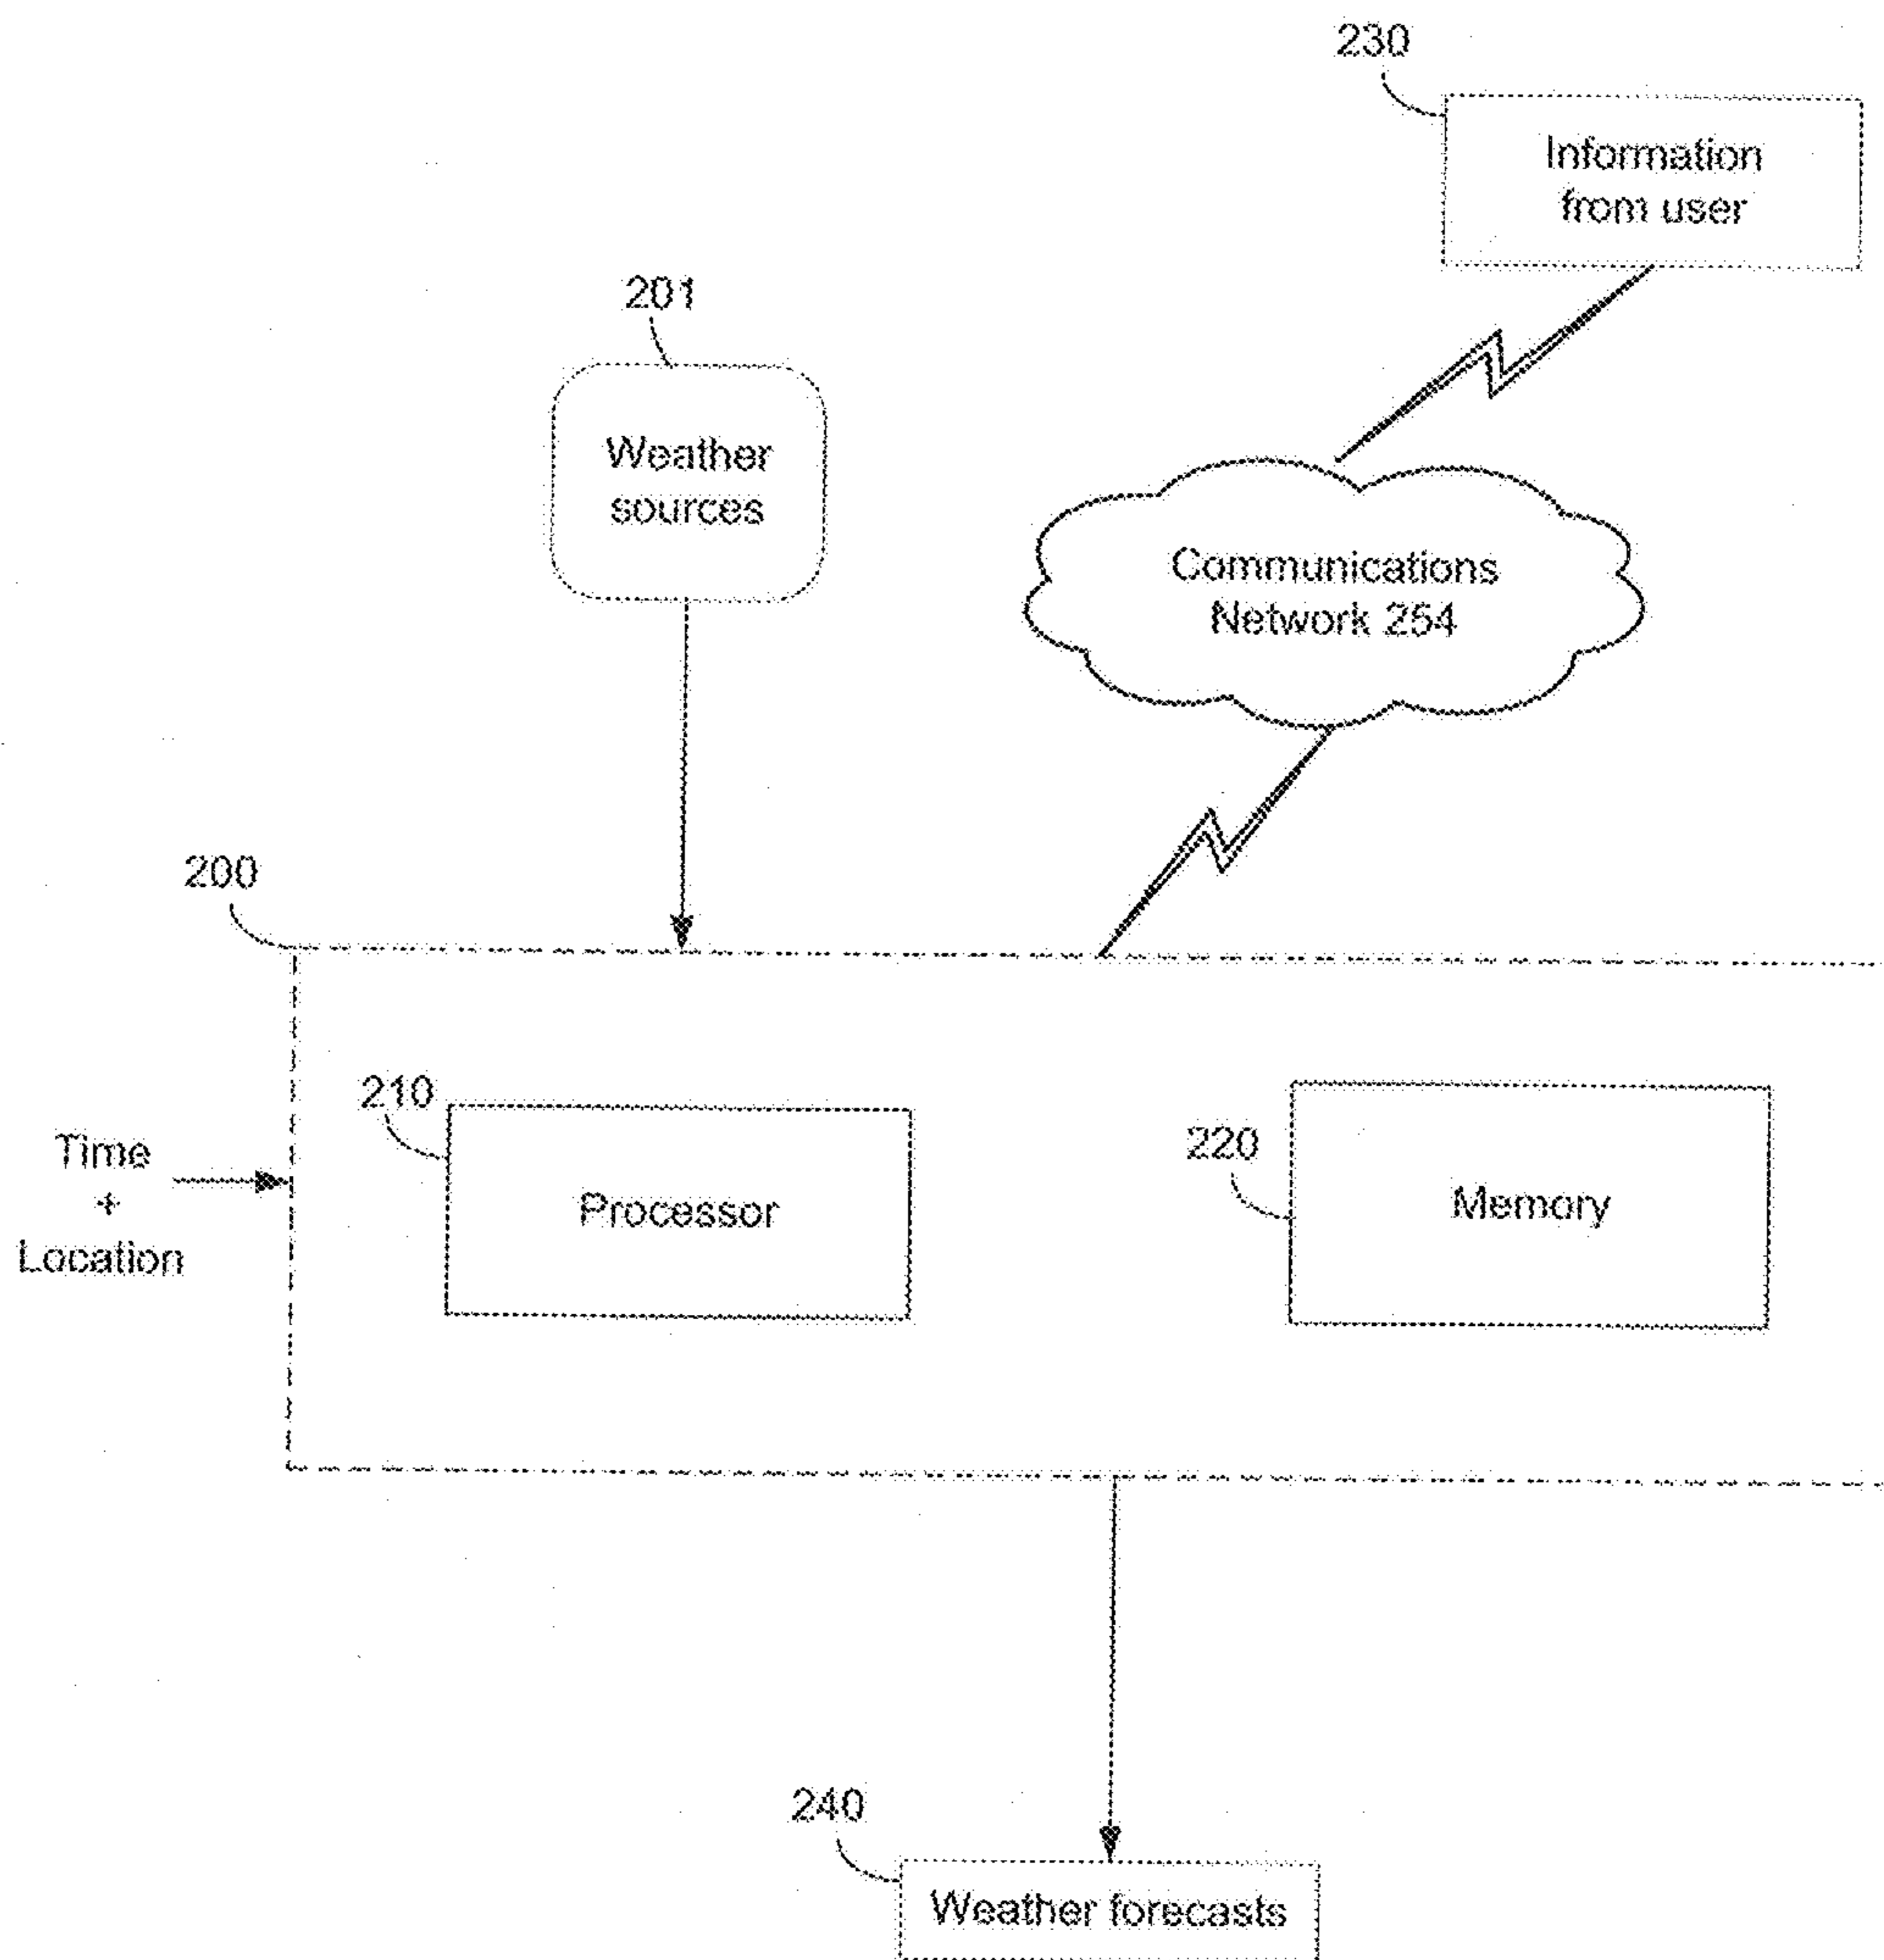 230
Information
from user
201
Weather
sources
Communications
Network 254
200
210
Processor
220
Memory
Time
+
Location
240
Weather forecasts